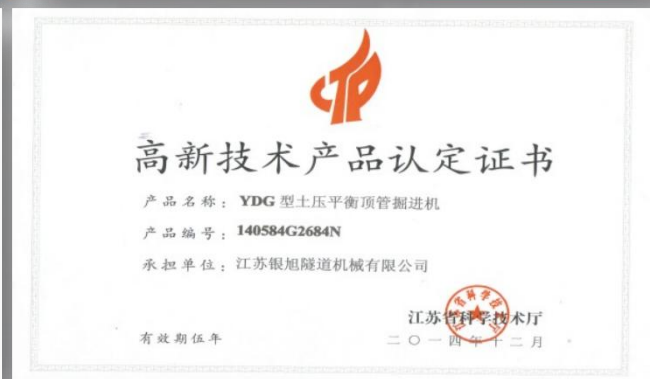 高新技术产品认定证书
产品名称：YDG 型土压平衡顶管掘进机
产品编号：140584G2684N
承担单位：江苏银旭隧道机械有限公司
江苏省科学技术厅
有效期伍年
二〇一四年十二月